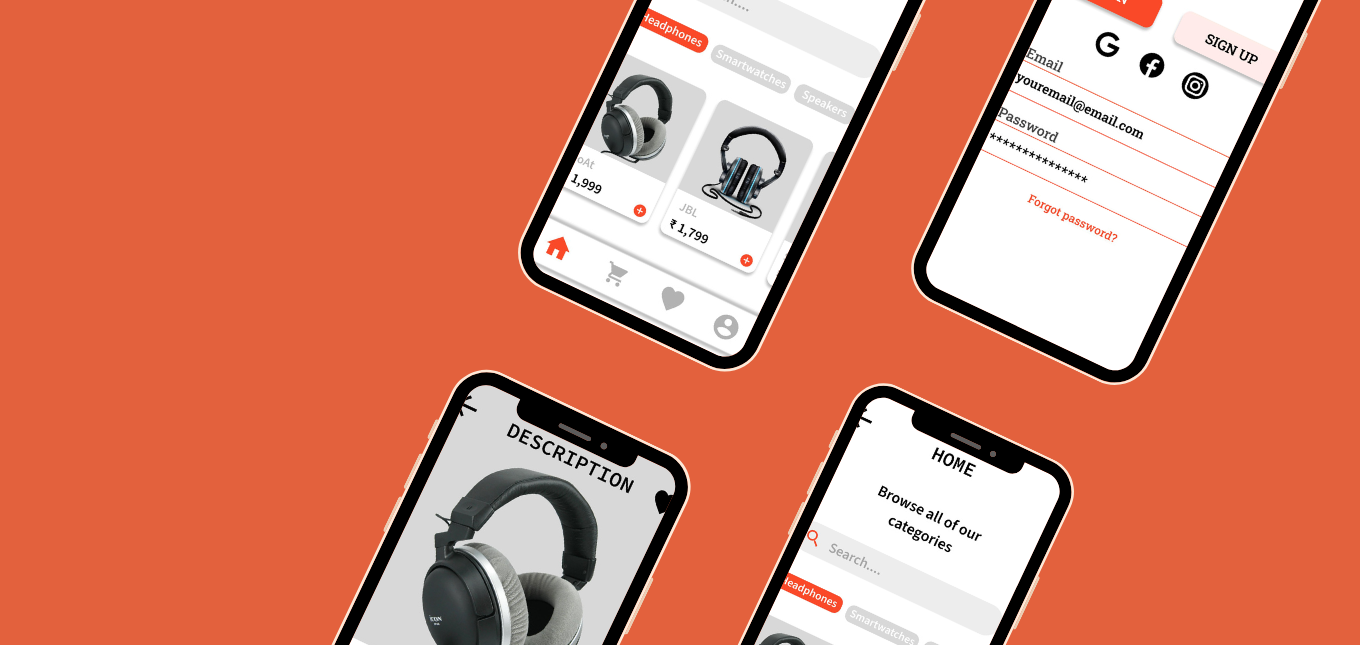 Search....
Headphones
Smartwatches
Speakers
oAt
1,999
JBL
₹ 1,799
SIGN UP
Email
youremail@email.com
Password
***************
Forgot password?
DESCRIPTION
HOME
Browse all of our
categories
Search....
Headphones
Smartwatches